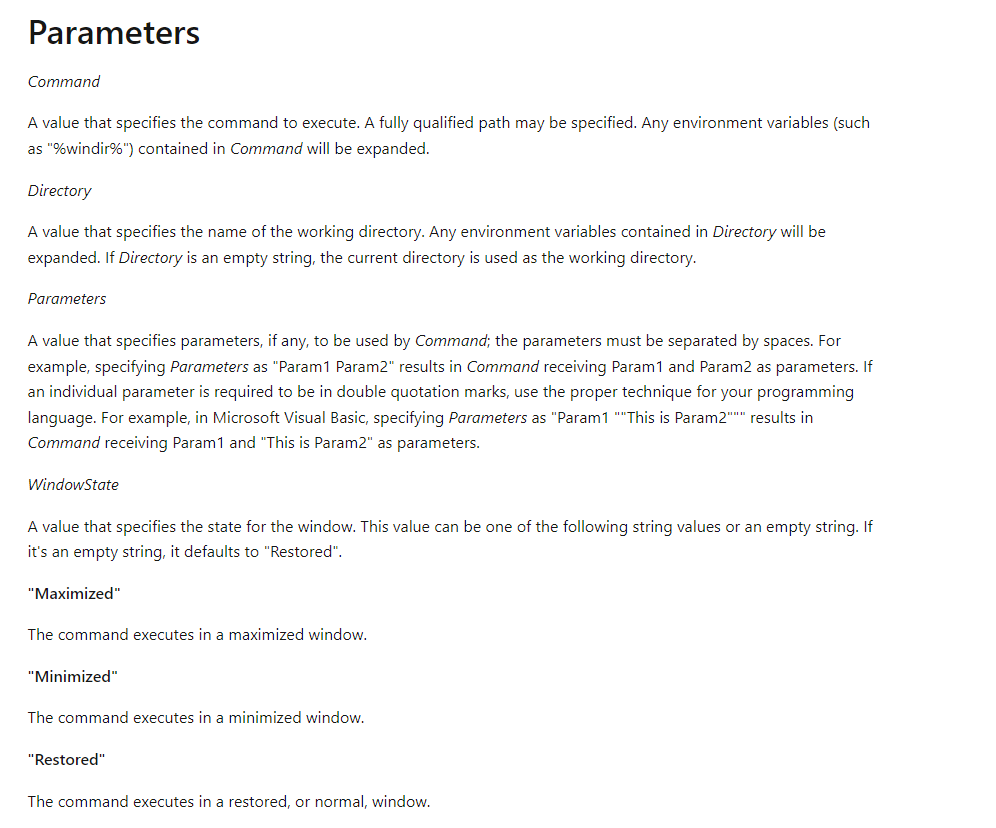 Parameters
Command
A value that specifies the command to execute. A fully qualified path may be specified. Any environment variables (such
as "%windir%") contained in Command will be expanded.
Directory
A value that specifies the name of the working directory. Any environment variables contained in Directory will be
expanded. If Directory is an empty string, the current directory is used as the working directory.
Parameters
A value that specifies parameters, if any, to be used by Command; the parameters must be separated by spaces. For
example, specifying Parameters as "Param1 Param2" results in Command receiving Param1 and Param2 as parameters. If
an individual parameter is required to be in double quotation marks, use the proper technique for your programming
language. For example, in Microsoft Visual Basic, specifying Parameters as "Param1 ""This is Param2""" results in
Command receiving Param1 and "This is Param2" as parameters.
WindowState
A value that specifies the state for the window. This value can be one of the following string values or an empty string. If
it's an empty string, it defaults to "Restored".
"Maximized"
The command executes in a maximized window.
"Minimized"
The command executes in a minimized window.
"Restored"
The command executes in a restored, or normal, window.